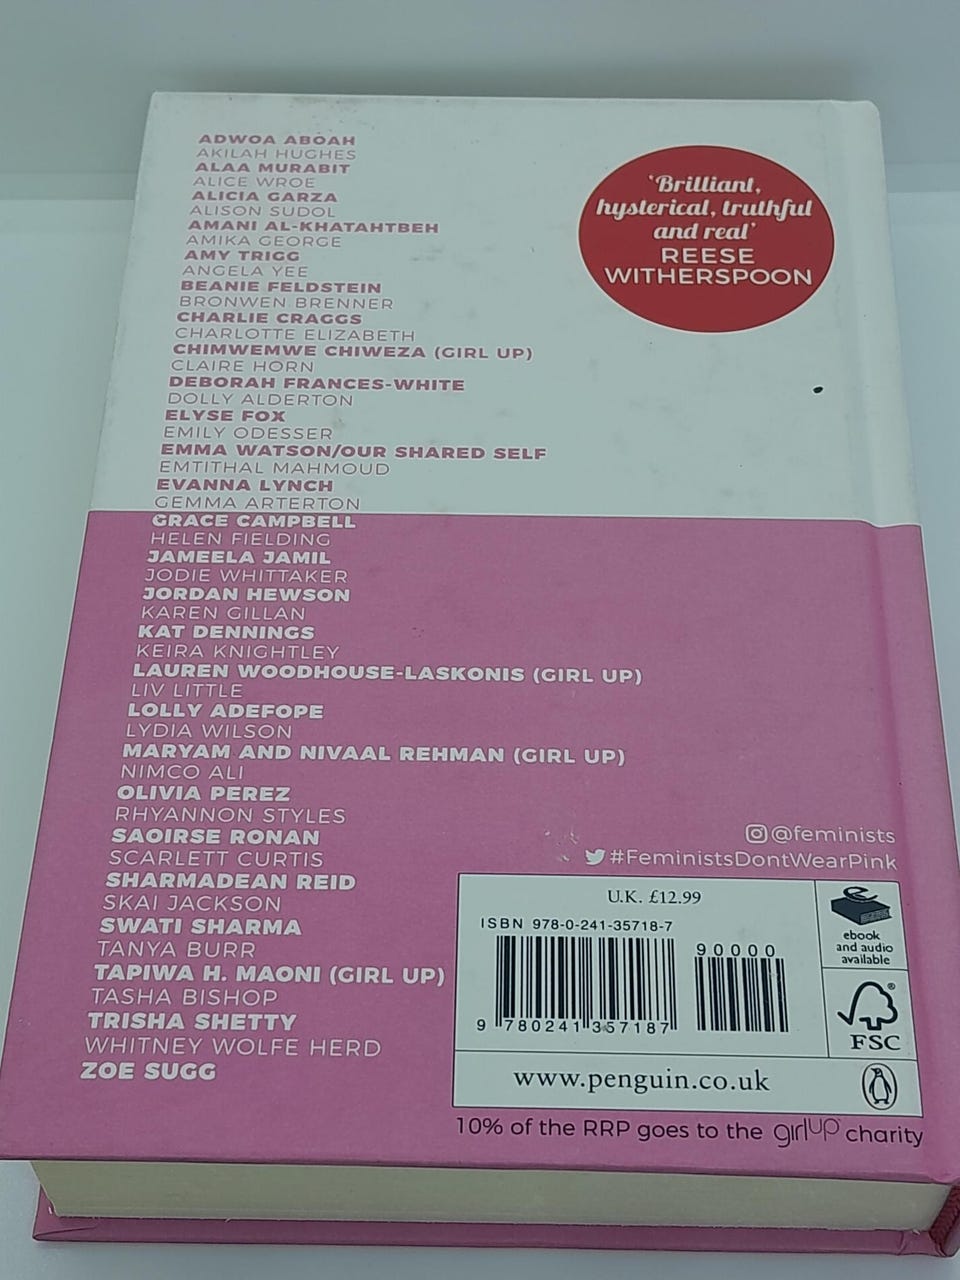 ADWOA ABOAH
AKILAH HUGHES
ALAA MURABIT
ALICE WROE
ALICIA GARZA
ALISON SUDOL
AMANI AL-KHATAHTBEH
AMIKA GEORGE
AMY TRIGG
ANGELA YEE
BEANIE FELDSTEIN
BRONWEN BRENNER
CHARLIE CRAGGS
CHARLOTTE ELIZABETH
CHIMWEMWE CHIWEZA (GIRL UP)
CLAIRE HORN
DEBORAH FRANCES-WHITE
DOLLY ALDERTON
ELYSE FOX
EMILY ODESSER
EMMA WATSON/OUR SHARED SELF
EMTITHAL MAHMOUD
EVANNA LYNCH
GEMMA ARTERTON
GRACE CAMPBELL
HELEN FIELDING
JAMEELA JAMIL
JODIE WHITTAKER
JORDAN HEWSON
KAREN GILLAN
KAT DENNINGS
KEIRA KNIGHTLEY
LAUREN WOODHOUSE-LASKONIS (GIRL UP)
LIV LITTLE
LOLLY ADEFOPE
LYDIA WILSON
MARYAM AND NIVAAL REHMAN (GIRL UP)
NIMCO ALI
OLIVIA PEREZ
RHYANNON STYLES
SAOIRSE RONAN
SCARLETT CURTIS
SHARMADEAN REID
SKAI JACKSON
SWATI SHARMA
TANYA BURR
TAPIWA H. MAONI (GIRL UP)
TASHA BISHOP
TRISHA SHETTY
WHITNEY WOLFE HERD
ZOE SUGG
'Brilliant,
hysterical, truthful
and real'
REESE
WITHERSPOON
@feminists
#FeministsDontWearPink
U.K. £12.99
ISBN 978-0-241-35718-7
90000
9 780241 357187
e
ebook
and audio
available
®
FSC
www.penguin.co.uk
10% of the RRP goes to the girlUp charity